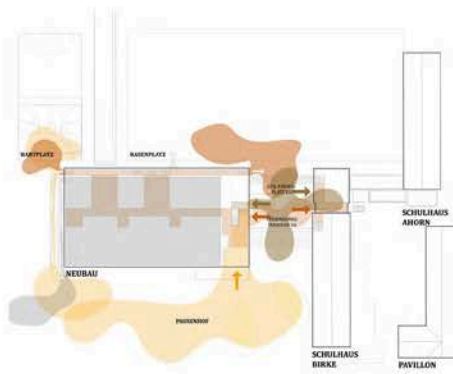 HARTPLATZ
RASENPLATZ
SCHULHAUS
AHORN
NEUBAU
PAUSENHOF
SCHULHAUS
BIRKE
PAVILLON